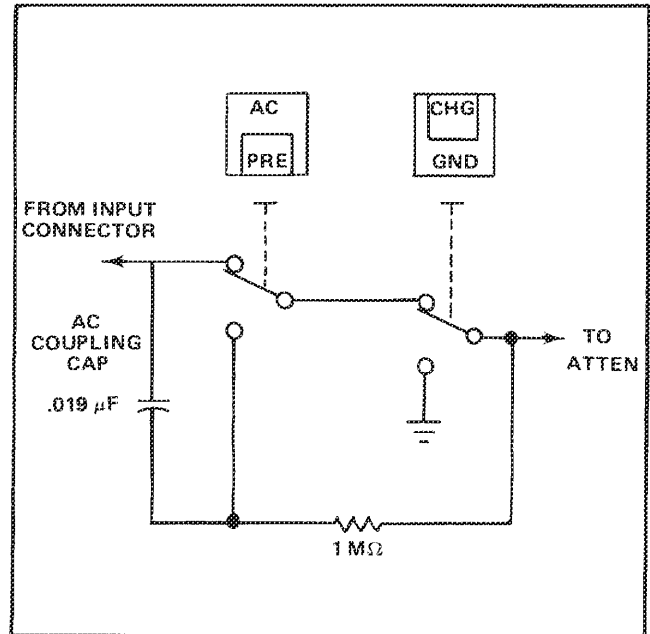 AC
PRE
CHG
GND
FROM INPUT
CONNECTOR
AC
COUPLING
CAP
.019 μF
TO
ATTEN
1 MΩ